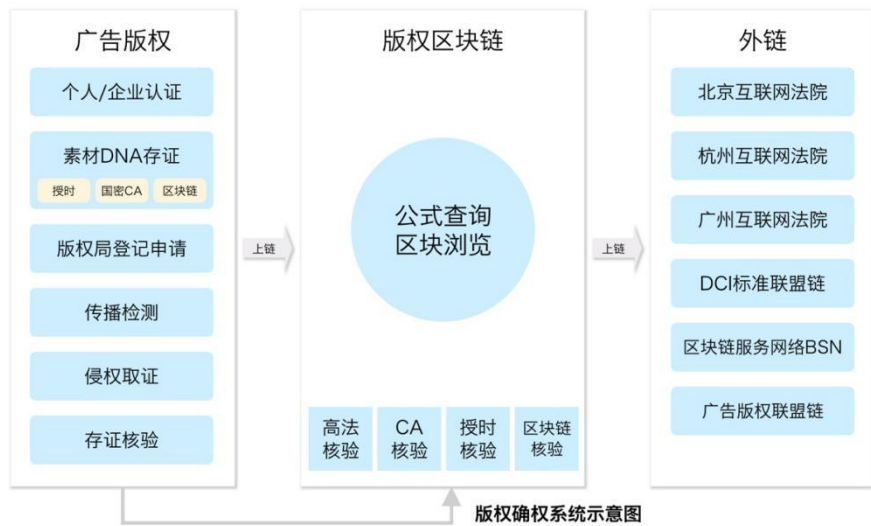 广告版权
个人/企业认证
素材DNA存证
授时
国密CA
区块链
版权局登记申请
传播检测
侵权取证
存证核验
上链
版权区块链
公式查询
区块浏览
高法
核验
CA
核验
授时
核验
区块链
核验
上链
外链
北京互联网法院
杭州互联网法院
广州互联网法院
DCI标准联盟链
区块链服务网络BSN
广告版权联盟链
版权确权系统示意图